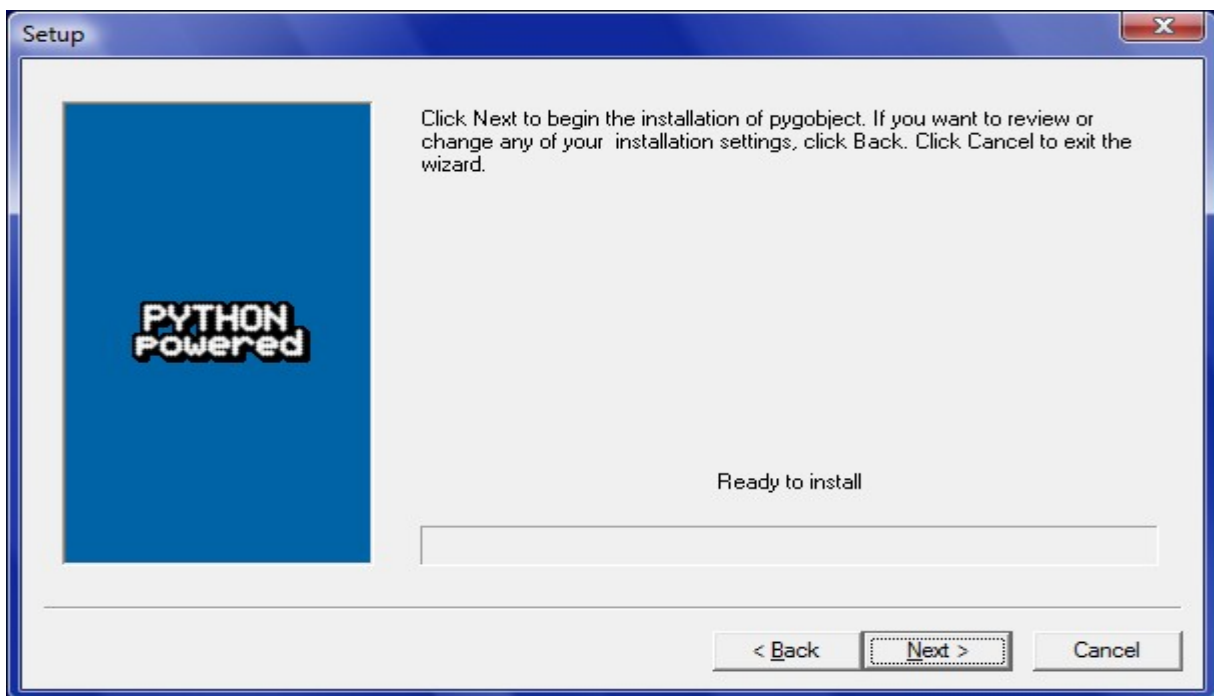 Setup
Click Next to begin the installation of pygobject. If you want to review or
change any of your  installation settings, click Back. Click Cancel to exit the
wizard.
PYTHON
powered
Ready to install
< Back
Next >
Cancel